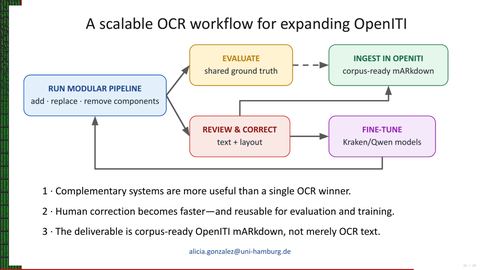 A scalable OCR workflow for expanding OpenITI
EVALUATE
shared ground truth
INGEST IN OPENITI
corpus-ready mARkdown
RUN MODULAR PIPELINE
add · replace · remove components
REVIEW & CORRECT
text + layout
FINE-TUNE
Kraken/Qwen models
1 · Complementary systems are more useful than a single OCR winner.
2 · Human correction becomes faster—and reusable for evaluation and training.
3 · The deliverable is corpus-ready OpenITI mARkdown, not merely OCR text.
alicia.gonzalez@uni-hamburg.de